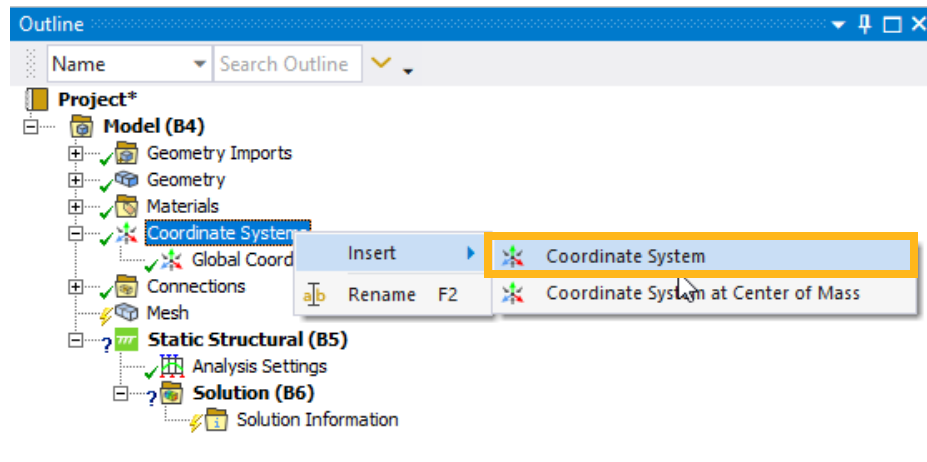 Outline
Name Search Outline
Project*
Model (B4)
Geometry Imports
Geometry
Materials
Coordinate Systems
Global Coord
Insert
Coordinate System
Connections
Rename F2
Coordinate System at Center of Mass
Mesh
Static Structural (B5)
Analysis Settings
Solution (B6)
Solution Information